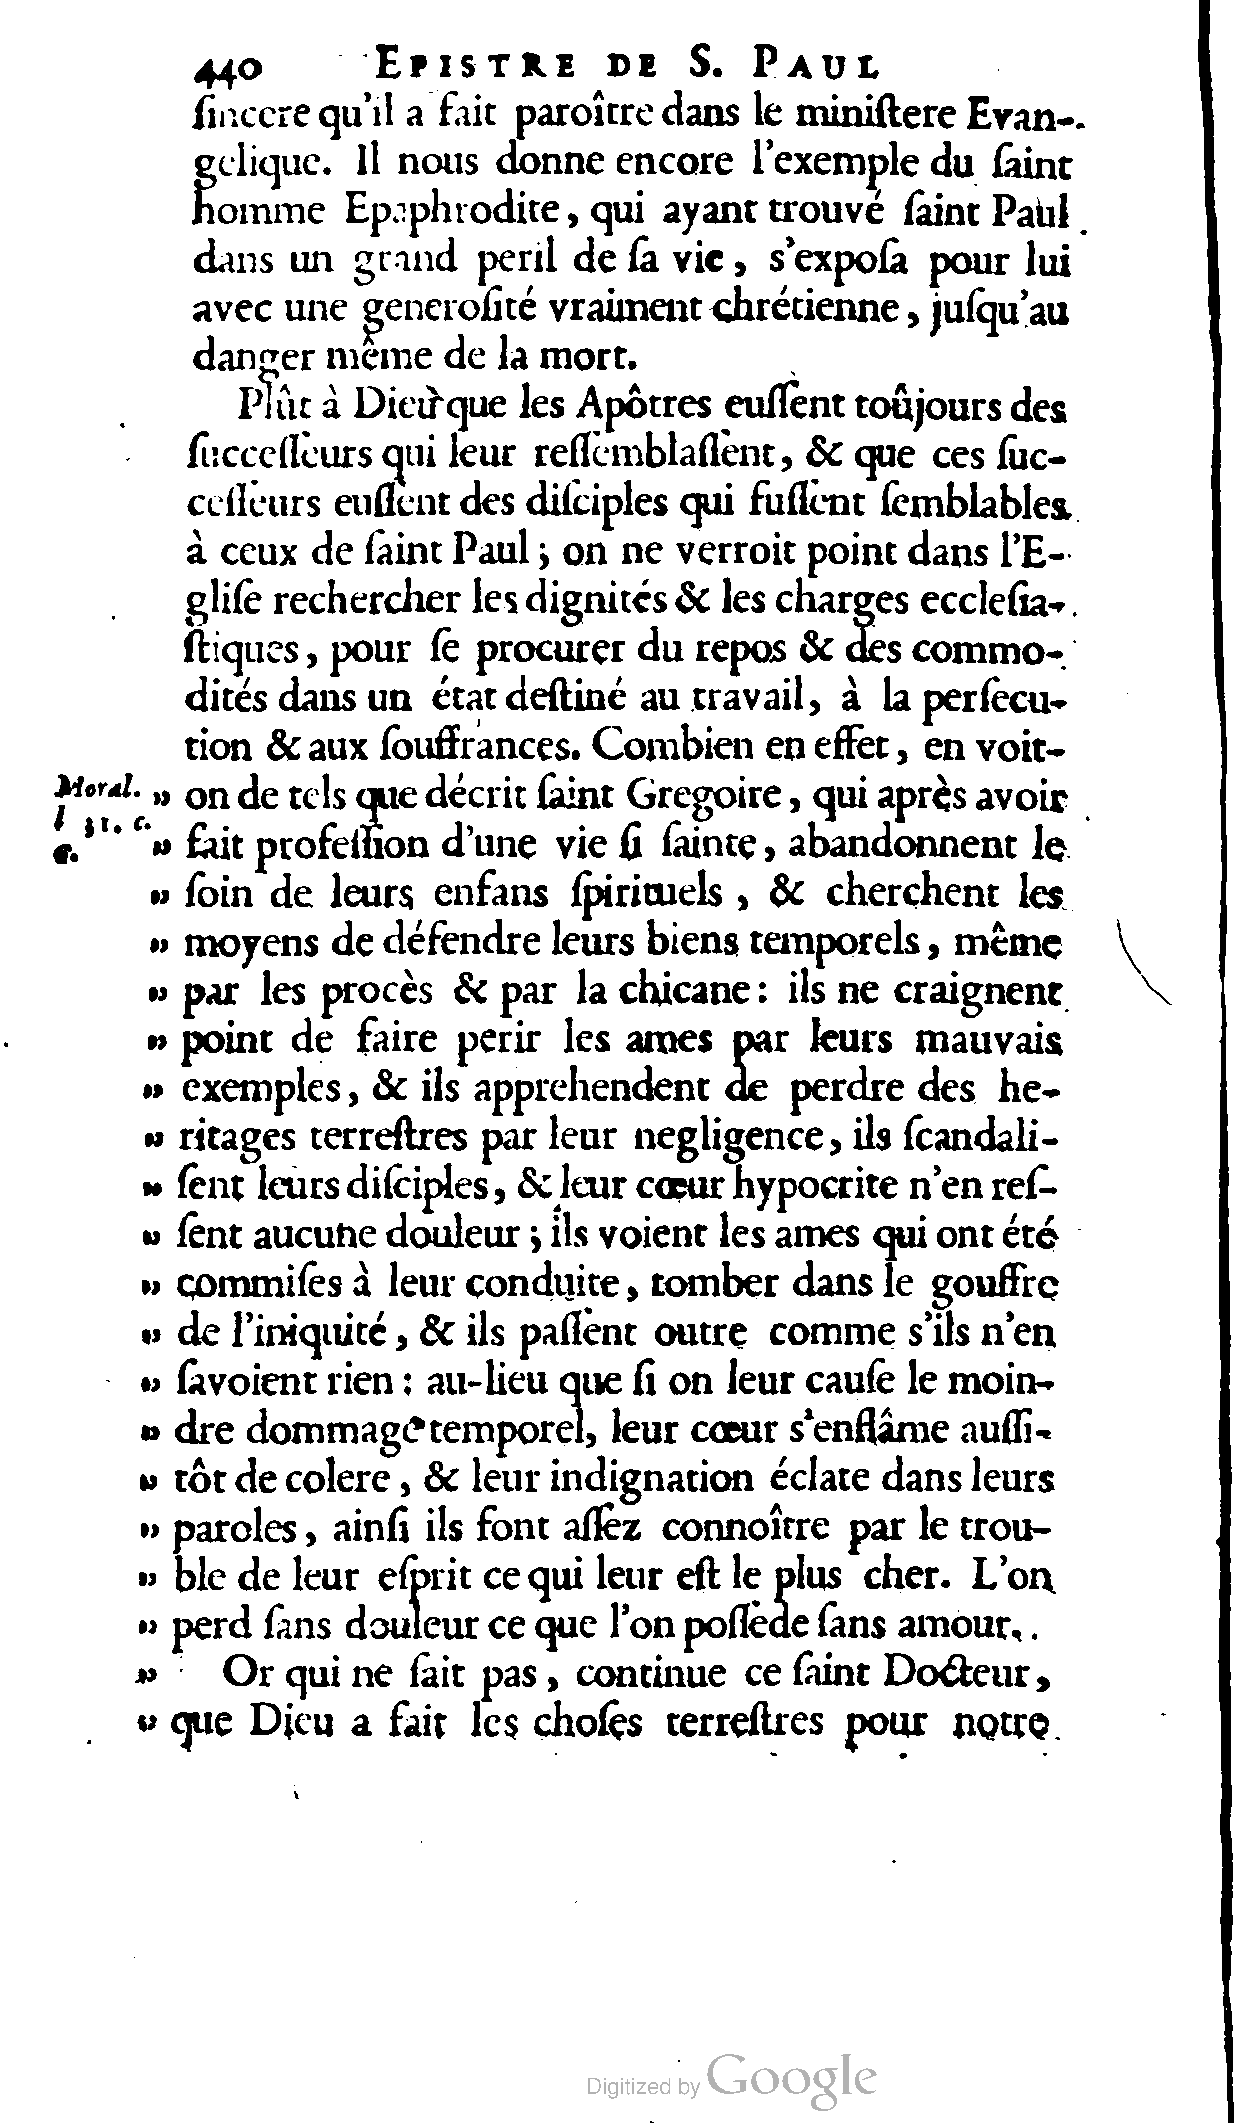 440 EPISTRE DE S. PAUL
ſincere qu'il a fait paroître dans le miniſtere Evan-
gelique. Il nous donne encore l'exemple du ſaint
homme Epaphrodite, qui ayant trouvé ſaint Paul
dans un grand peril de ſa vie, s'expoſa pour lui
avec une generoſité vraiment chrétienne, juſqu'au
danger même de la mort.
Plût à Dieu que les Apôtres euſſent toûjours des
ſucceſſeurs qui leur reſſemblaſſent, & que ces ſuc-
ceſſeurs euſſent des diſciples qui fuſſent ſemblables
à ceux de ſaint Paul; on ne verroit point dans l'E-
gliſe rechercher les dignités & les charges eccleſia-
ſtiques, pour ſe procurer du repos & des commo-
dités dans un état deſtiné au travail, à la perſecu-
tion & aux ſouffrances. Combien en effet, en voit-
Moral. " on de tels que décrit ſaint Gregoire, qui après avoir
l 31. c.
6. " fait profeſſion d'une vie ſi ſainte, abandonnent le
" ſoin de leurs enfans ſpirituels, & cherchent les
" moyens de défendre leurs biens temporels, même
" par les procès & par la chicane: ils ne craignent
" point de faire perir les ames par leurs mauvais
" exemples, & ils apprehendent de perdre des he-
" ritages terreſtres par leur negligence, ils ſcandali-
" ſent leurs diſciples, & leur cœur hypocrite n'en reſ-
" ſent aucune douleur; ils voient les ames qui ont été
" commiſes à leur conduite, tomber dans le gouffre
" de l'iniquité, & ils paſſent outre comme s'ils n'en
" ſavoient rien: au-lieu que ſi on leur cauſe le moin-
" dre dommage temporel, leur cœur s'enflâme auſſi-
" tôt de colere, & leur indignation éclate dans leurs
" paroles, ainſi ils font aſſez connoître par le trou-
" ble de leur eſprit ce qui leur eſt le plus cher. L'on
" perd ſans douleur ce que l'on poſſède ſans amour.
" Or qui ne ſait pas, continue ce ſaint Docteur,
" que Dieu a fait les choſes terreſtres pour notre
Digitized by Google